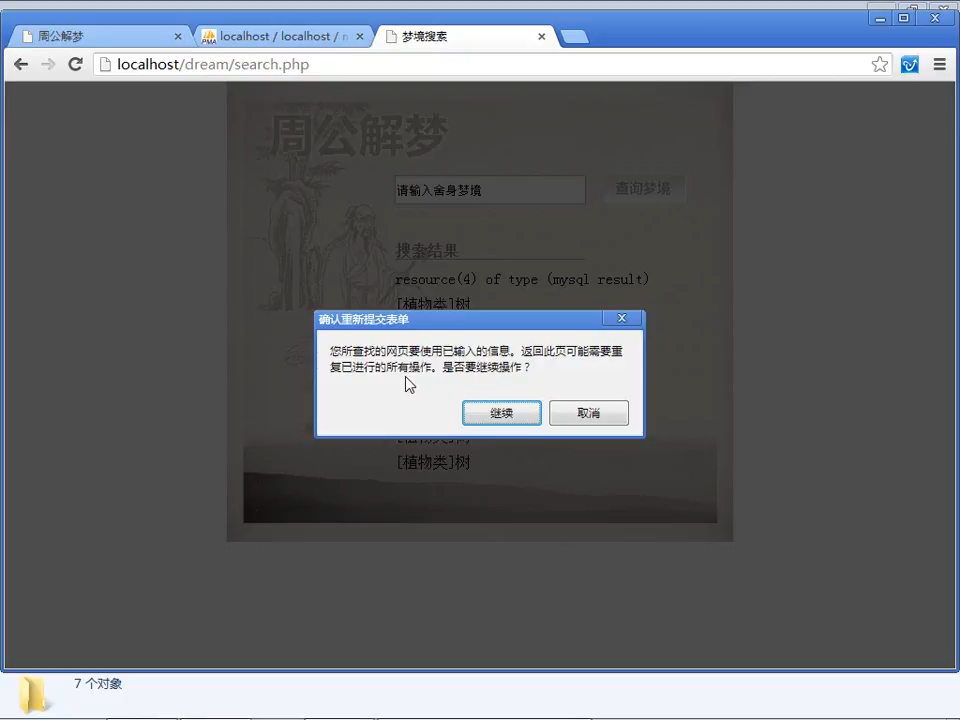 周公解梦
localhost / localhost / n
梦境搜索
localhost/dream/search.php
周公解梦
请输入舍身梦境
查询梦境
搜索结果
resource(4) of type (mysql result)
[植物类]树
确认重新提交表单
您所查找的网页要使用已输入的信息。返回此页可能需要重
复已进行的所有操作。是否要继续操作？
继续
取消
[植物类]树
[植物类]树
7 个对象